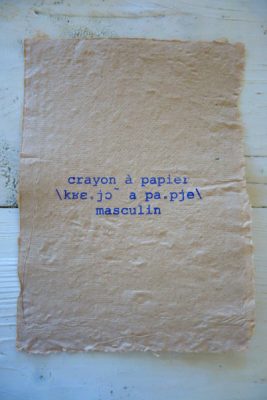 crayon à papier
\kʁɛ.jɔ˜ a pa.pje\
masculin